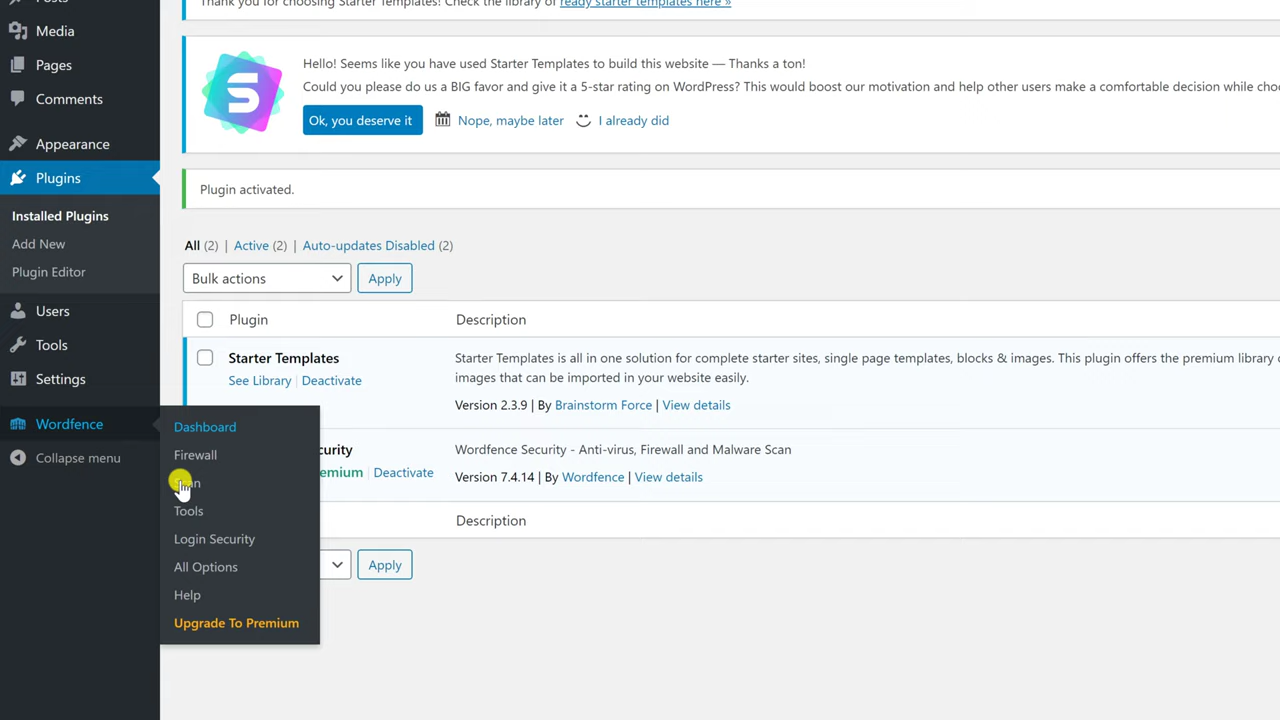 Posts
Thank you for choosing Starter Templates! Check the library of ready starter templates here »
Media
Pages
Comments
Appearance
Plugins
Installed Plugins
Add New
Plugin Editor
Users
Tools
Settings
Wordfence
Collapse menu
Dashboard
Firewall
Scan
Tools
Login Security
All Options
Help
Upgrade To Premium
Hello! Seems like you have used Starter Templates to build this website — Thanks a ton!
Could you please do us a BIG favor and give it a 5-star rating on WordPress? This would boost our motivation and help other users make a comfortable decision while
Ok, you deserve it
Nope, maybe later
I already did
Plugin activated.
All (2) | Active (2) | Auto-updates Disabled (2)
Bulk actions
Apply
Plugin
Description
Starter Templates
See Library | Deactivate
Starter Templates is all in one solution for complete starter sites, single page templates, blocks & images. This plugin offers the premium library
images that can be imported in your website easily.
Version 2.3.9 | By Brainstorm Force | View details
curity
emium | Deactivate
Wordfence Security - Anti-virus, Firewall and Malware Scan
Version 7.4.14 | By Wordfence | View details
Description
Apply